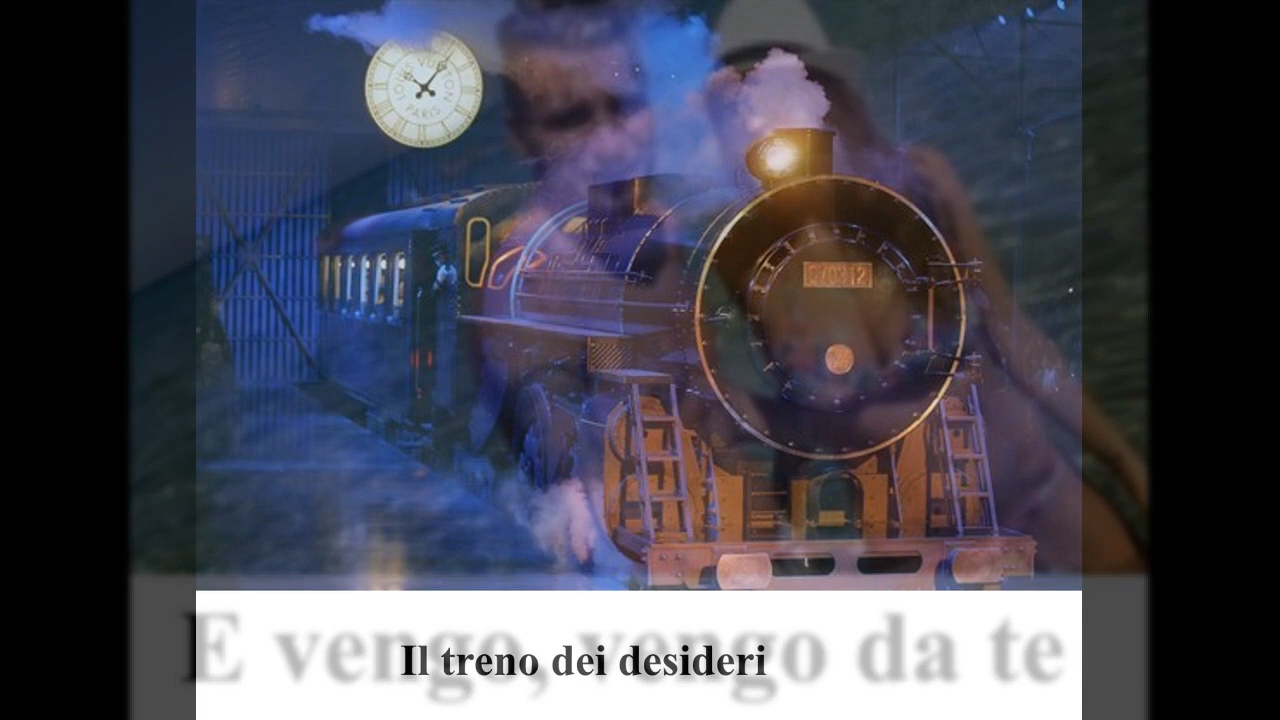 LOUIS VUITTON
PARIS
E vengo, vengo da te
Il treno dei desideri